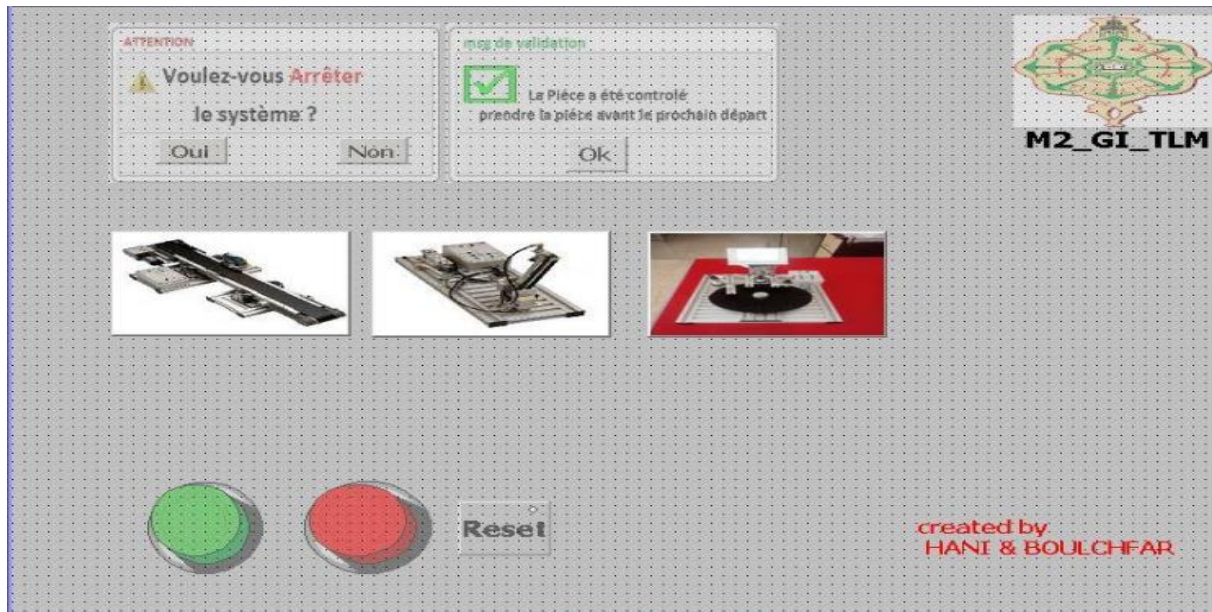 ATTENTION
Voulez-vous Arrêter
le système ?
Oui
Non
msg de validation
La Pièce a été controlé
prendre la pièce avant le prochain départ
Ok
M2_GI_TLM
Reset
created by
HANI & BOULCHFAR